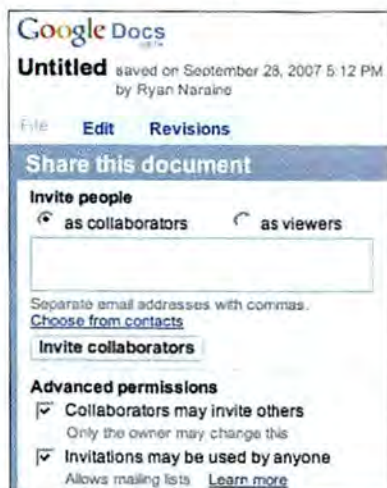 Google Docs
BETA
Untitled saved on September 28, 2007 5:12 PM
by Ryan Naraine
File Edit Revisions
Share this document
Invite people
as collaborators as viewers
Separate email addresses with commas.
Choose from contacts
Invite collaborators
Advanced permissions
Collaborators may invite others
Only the owner may change this
Invitations may be used by anyone
Allows mailing lists Learn more